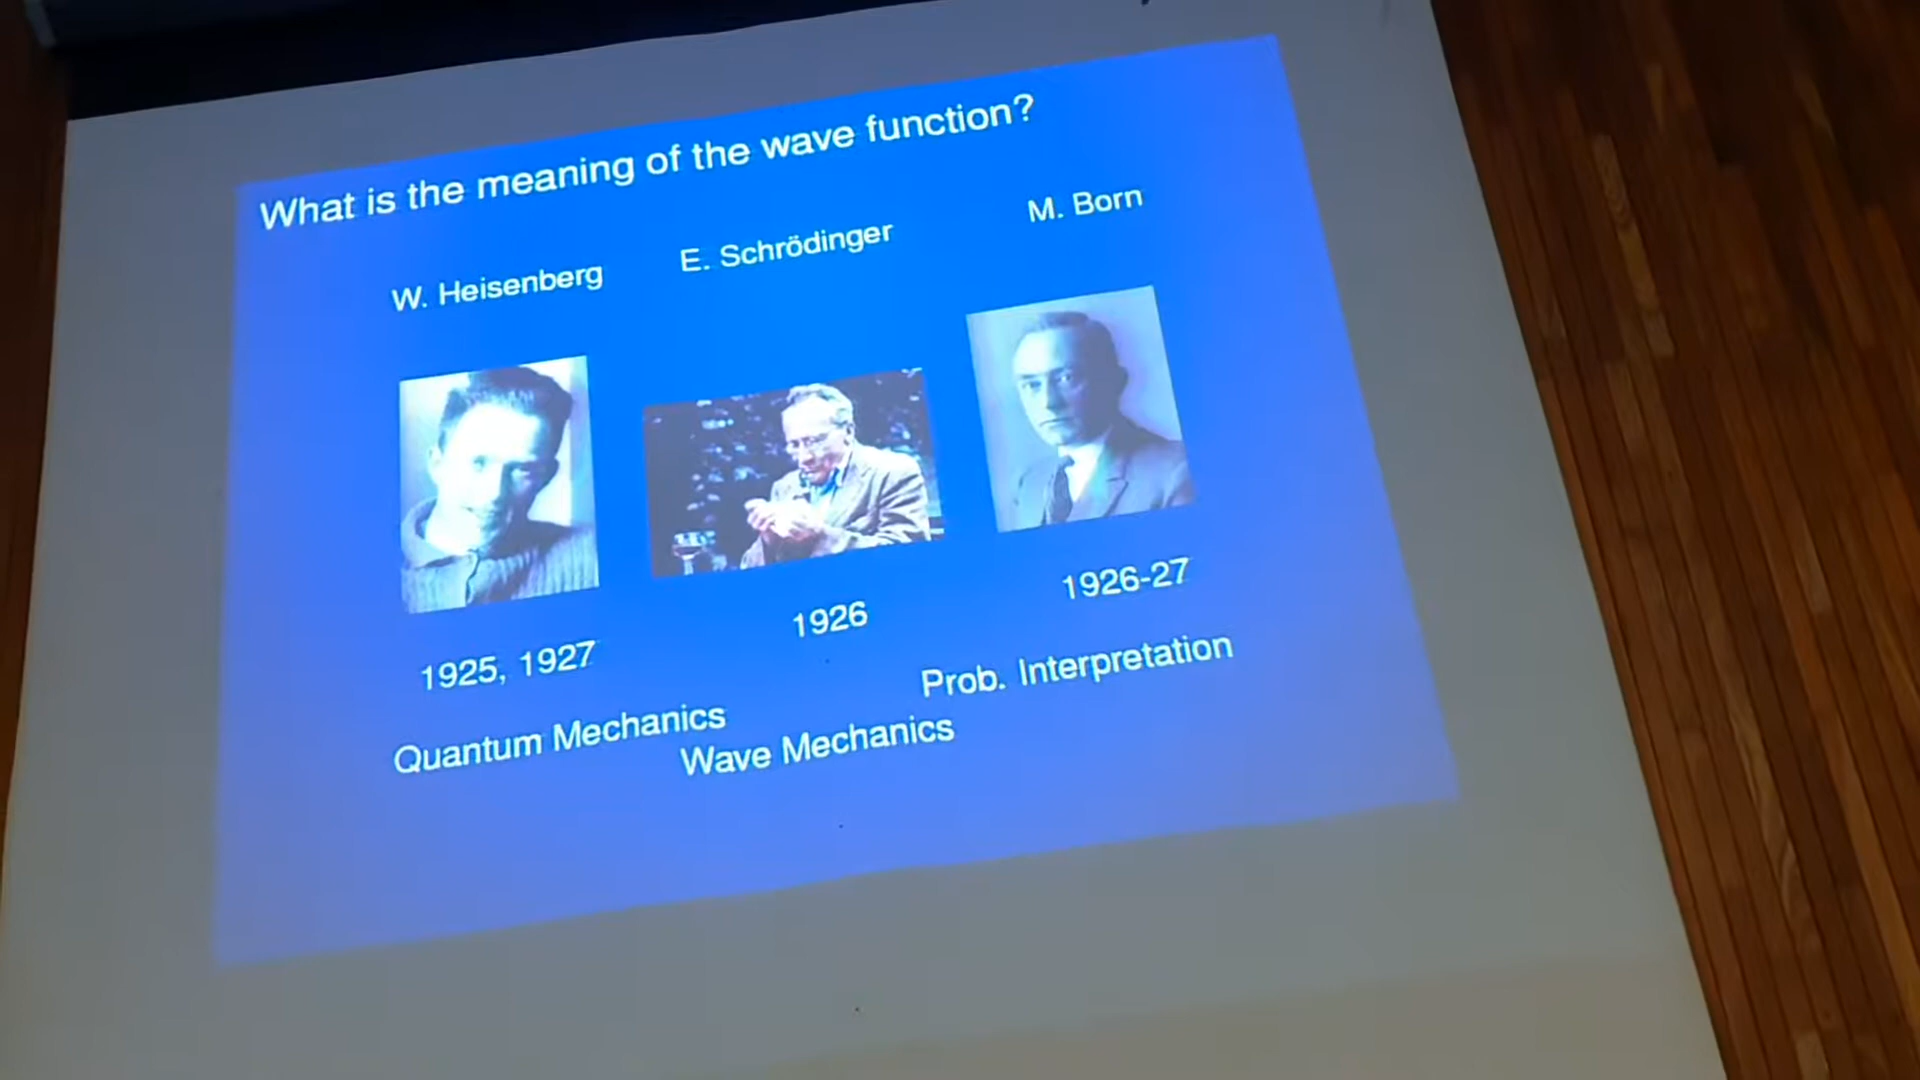 What is the meaning of the wave function?
W. Heisenberg
E. Schrödinger
M. Born
1925, 1927
1926
1926-27
Quantum Mechanics
Wave Mechanics
Prob. Interpretation